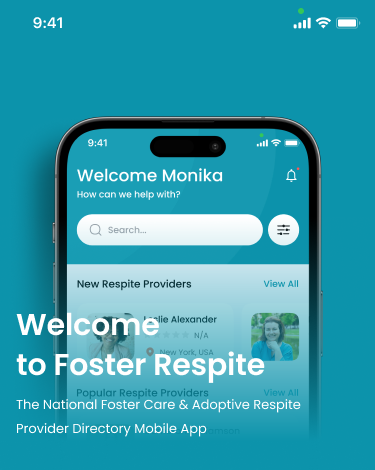 9:41
9:41
Welcome Monika
How can we help with?
Search...
New Respite Providers
View All
Leslie Alexander
N/A
New York, USA
Welcome
to Foster Respite
Popular Respite Providers
View All
The National Foster Care & Adoptive Respite
Provider Directory Mobile App